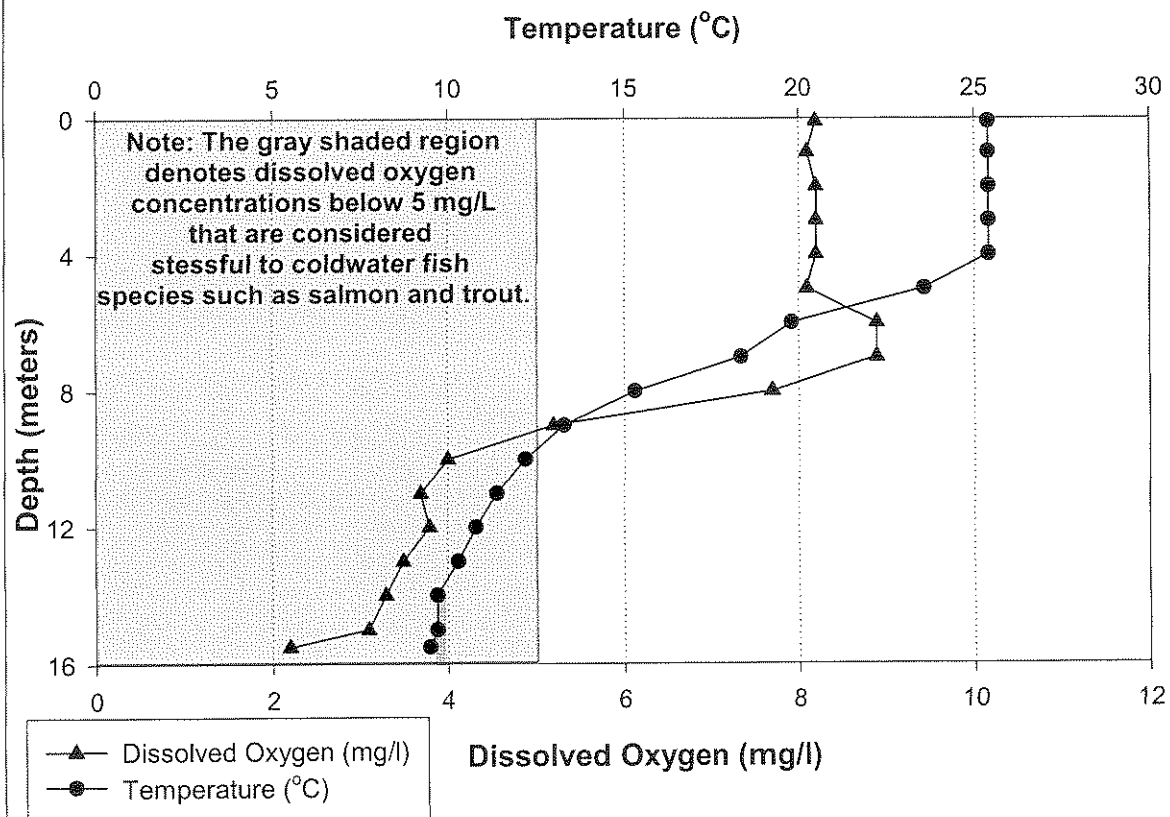 Temperature (°C)
0 5 10 15 20 25 30
0
Note: The gray shaded region
denotes dissolved oxygen
concentrations below 5 mg/L
that are considered
stessful to coldwater fish
species such as salmon and trout.
4
8
12
16
Depth (meters)
0 2 4 6 8 10 12
Dissolved Oxygen (mg/l)
Dissolved Oxygen (mg/l)
Temperature (°C)